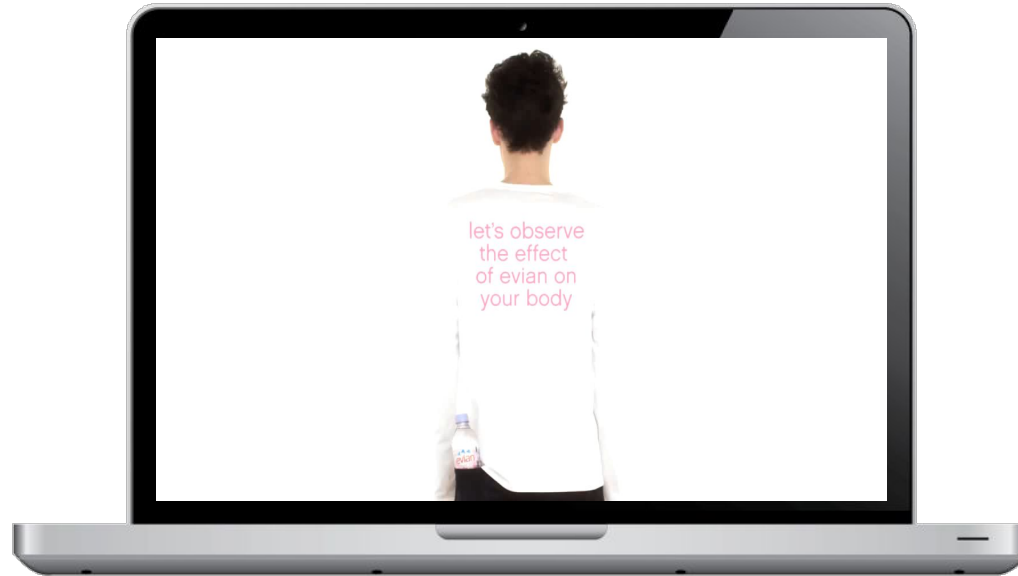 let's observe
the effect
of evian on
your body
evian